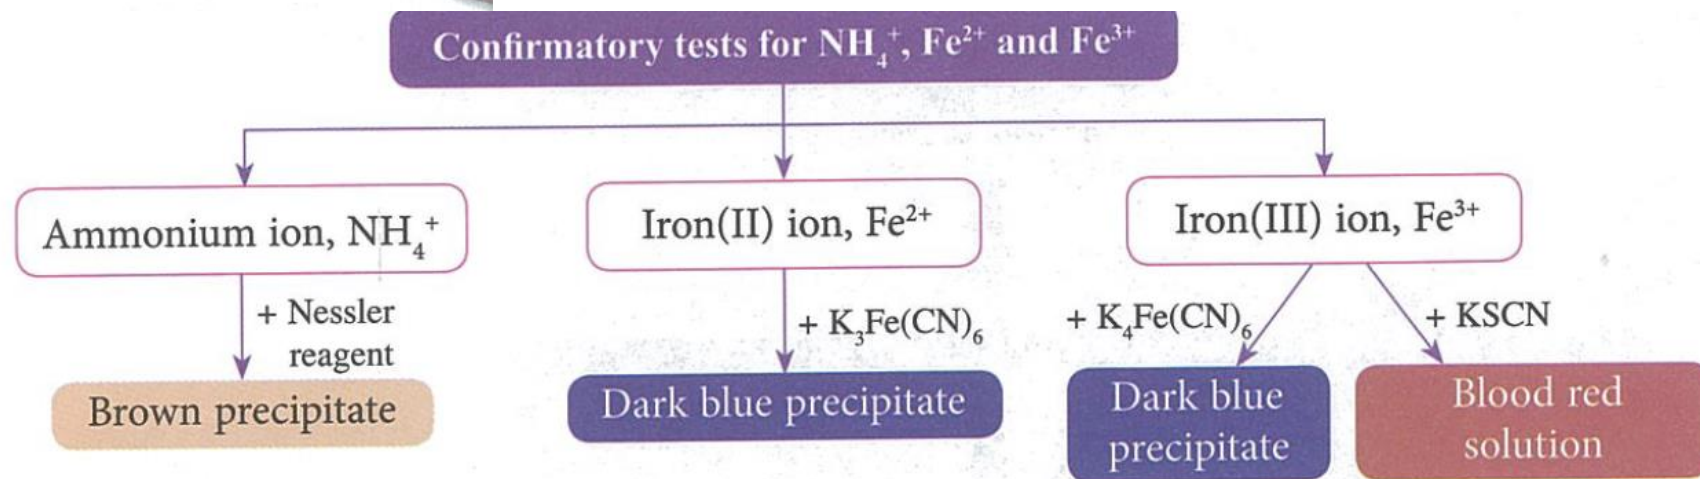 Confirmatory tests for NH₄⁺, Fe²⁺ and Fe³⁺
Ammonium ion, NH₄⁺
+ Nessler
reagent
Brown precipitate
Iron(II) ion, Fe²⁺
+ K₃Fe(CN)₆
Dark blue precipitate
Iron(III) ion, Fe³⁺
+ K₄Fe(CN)₆
Dark blue
precipitate
+ KSCN
Blood red
solution